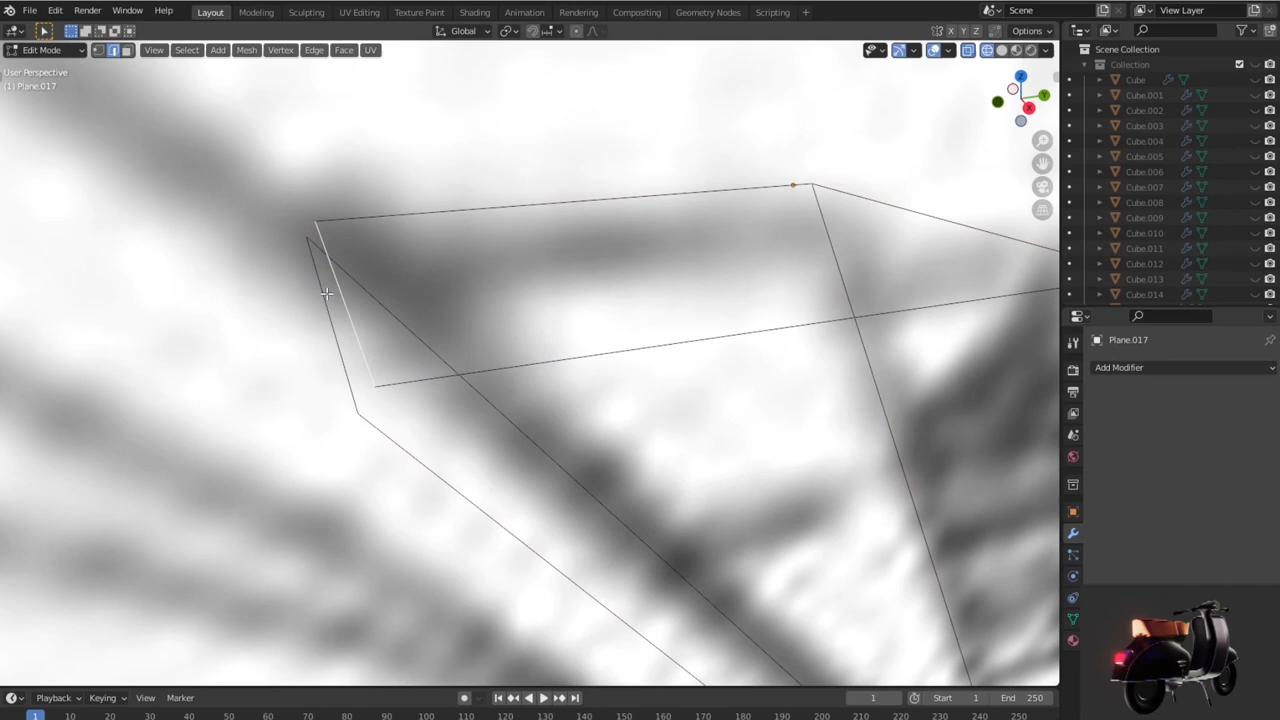 File Edit Render Window Help
Layout Modeling Sculpting UV Editing Texture Paint Shading Animation Rendering Compositing Geometry Nodes Scripting +
Scene
View Layer
Global
X Y Z
Options
Edit Mode
View Select Add Mesh Vertex Edge Face UV
User Perspective
(1) Plane.017
Z
Y
X
Scene Collection
Collection
Cube
Cube.001
Cube.002
Cube.003
Cube.004
Cube.005
Cube.006
Cube.007
Cube.008
Cube.009
Cube.010
Cube.011
Cube.012
Cube.013
Cube.014
Plane.017
Add Modifier
Playback Keying View Marker
1
Start 1
End 250
1 10 20 30 40 50 60 70 80 90 100 110 120 130 140 150 160 170 180 190 200 210 220 230 240 250